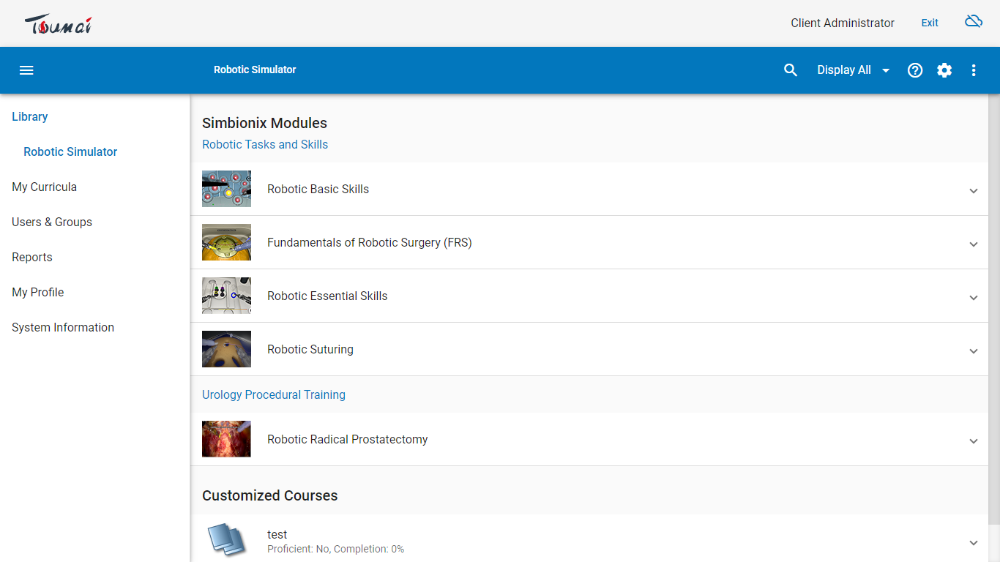 Toumai
Client Administrator
Exit
Robotic Simulator
Display All
Library
Robotic Simulator
My Curricula
Users & Groups
Reports
My Profile
System Information
Simbionix Modules
Robotic Tasks and Skills
Robotic Basic Skills
Fundamentals of Robotic Surgery (FRS)
Robotic Essential Skills
Robotic Suturing
Urology Procedural Training
Robotic Radical Prostatectomy
Customized Courses
test
Proficient: No, Completion: 0%